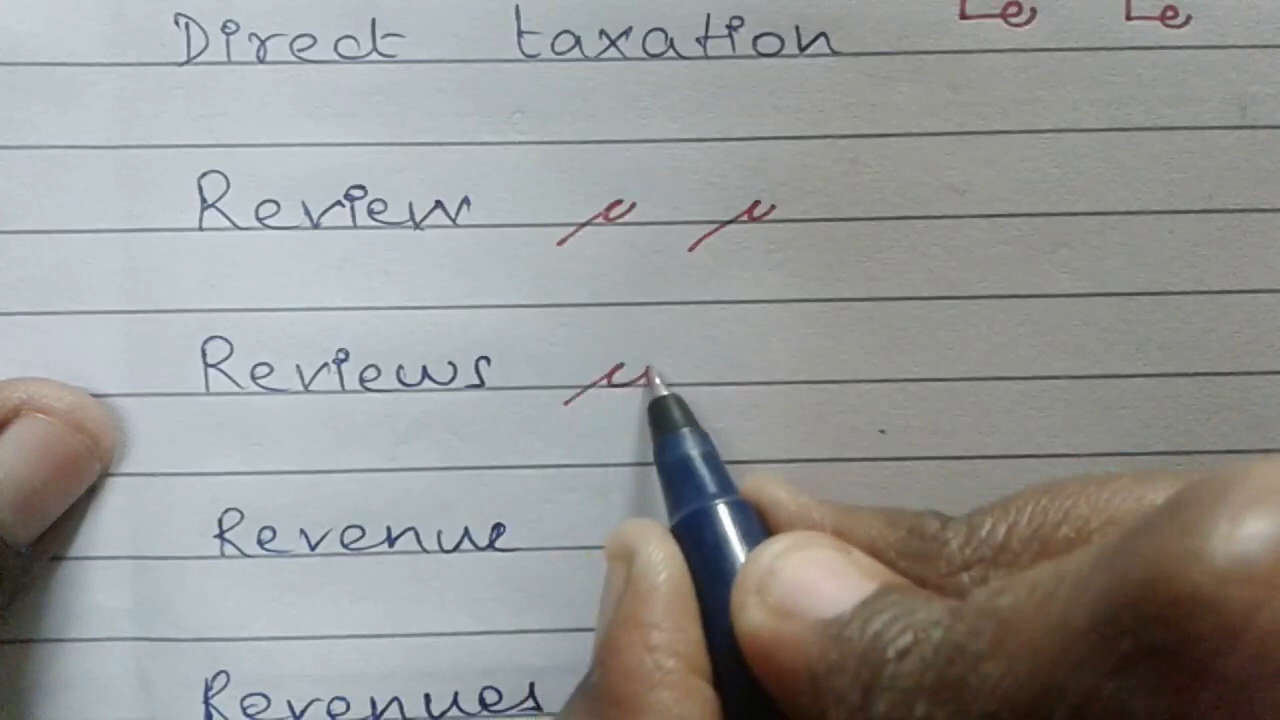 Direct taxation
Review
Reviews
Revenue
Revenues